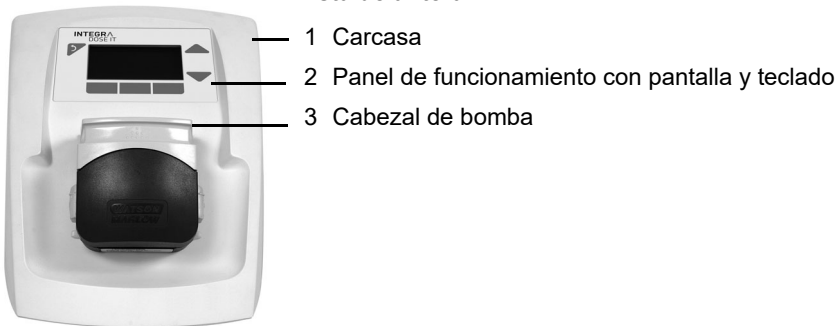 INTEGRA
DOSE IT
1 Carcasa
2 Panel de funcionamiento con pantalla y teclado
3 Cabezal de bomba